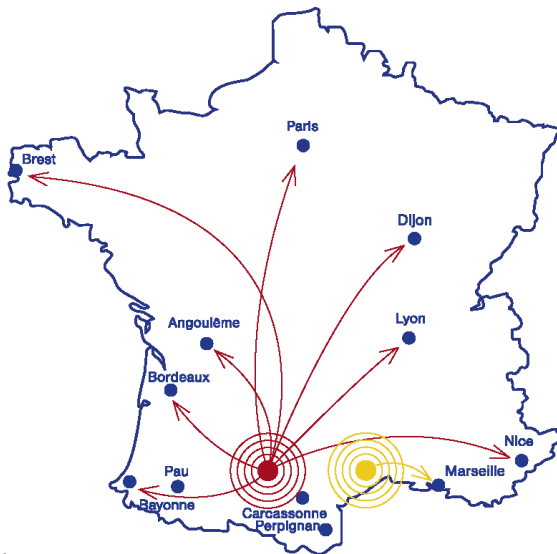 Paris
Brest
Dijon
Angoulême
Lyon
Bordeaux
Nice
Pau
Marseille
Bayonne
Carcassonne
Perpignan